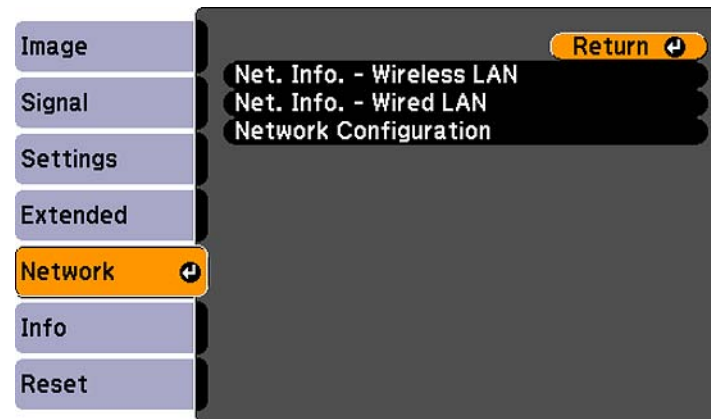 Image
Signal
Settings
Extended
Network
Info
Reset
Return
Net. Info. - Wireless LAN
Net. Info. - Wired LAN
Network Configuration